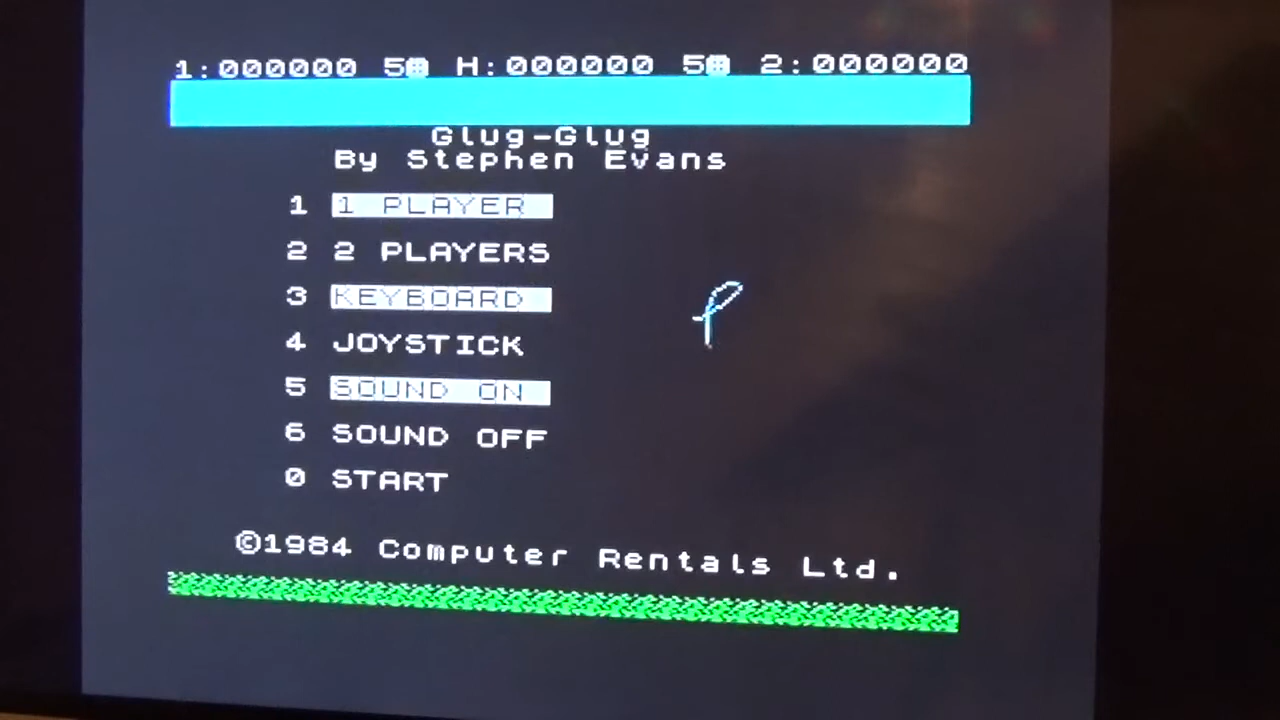 1:000000 5 H:000000 5 2:000000
Glug-Glug
By Stephen Evans
1 1 PLAYER
2 2 PLAYERS
3 KEYBOARD
4 JOYSTICK
5 SOUND ON
6 SOUND OFF
0 START
©1984 Computer Rentals Ltd.